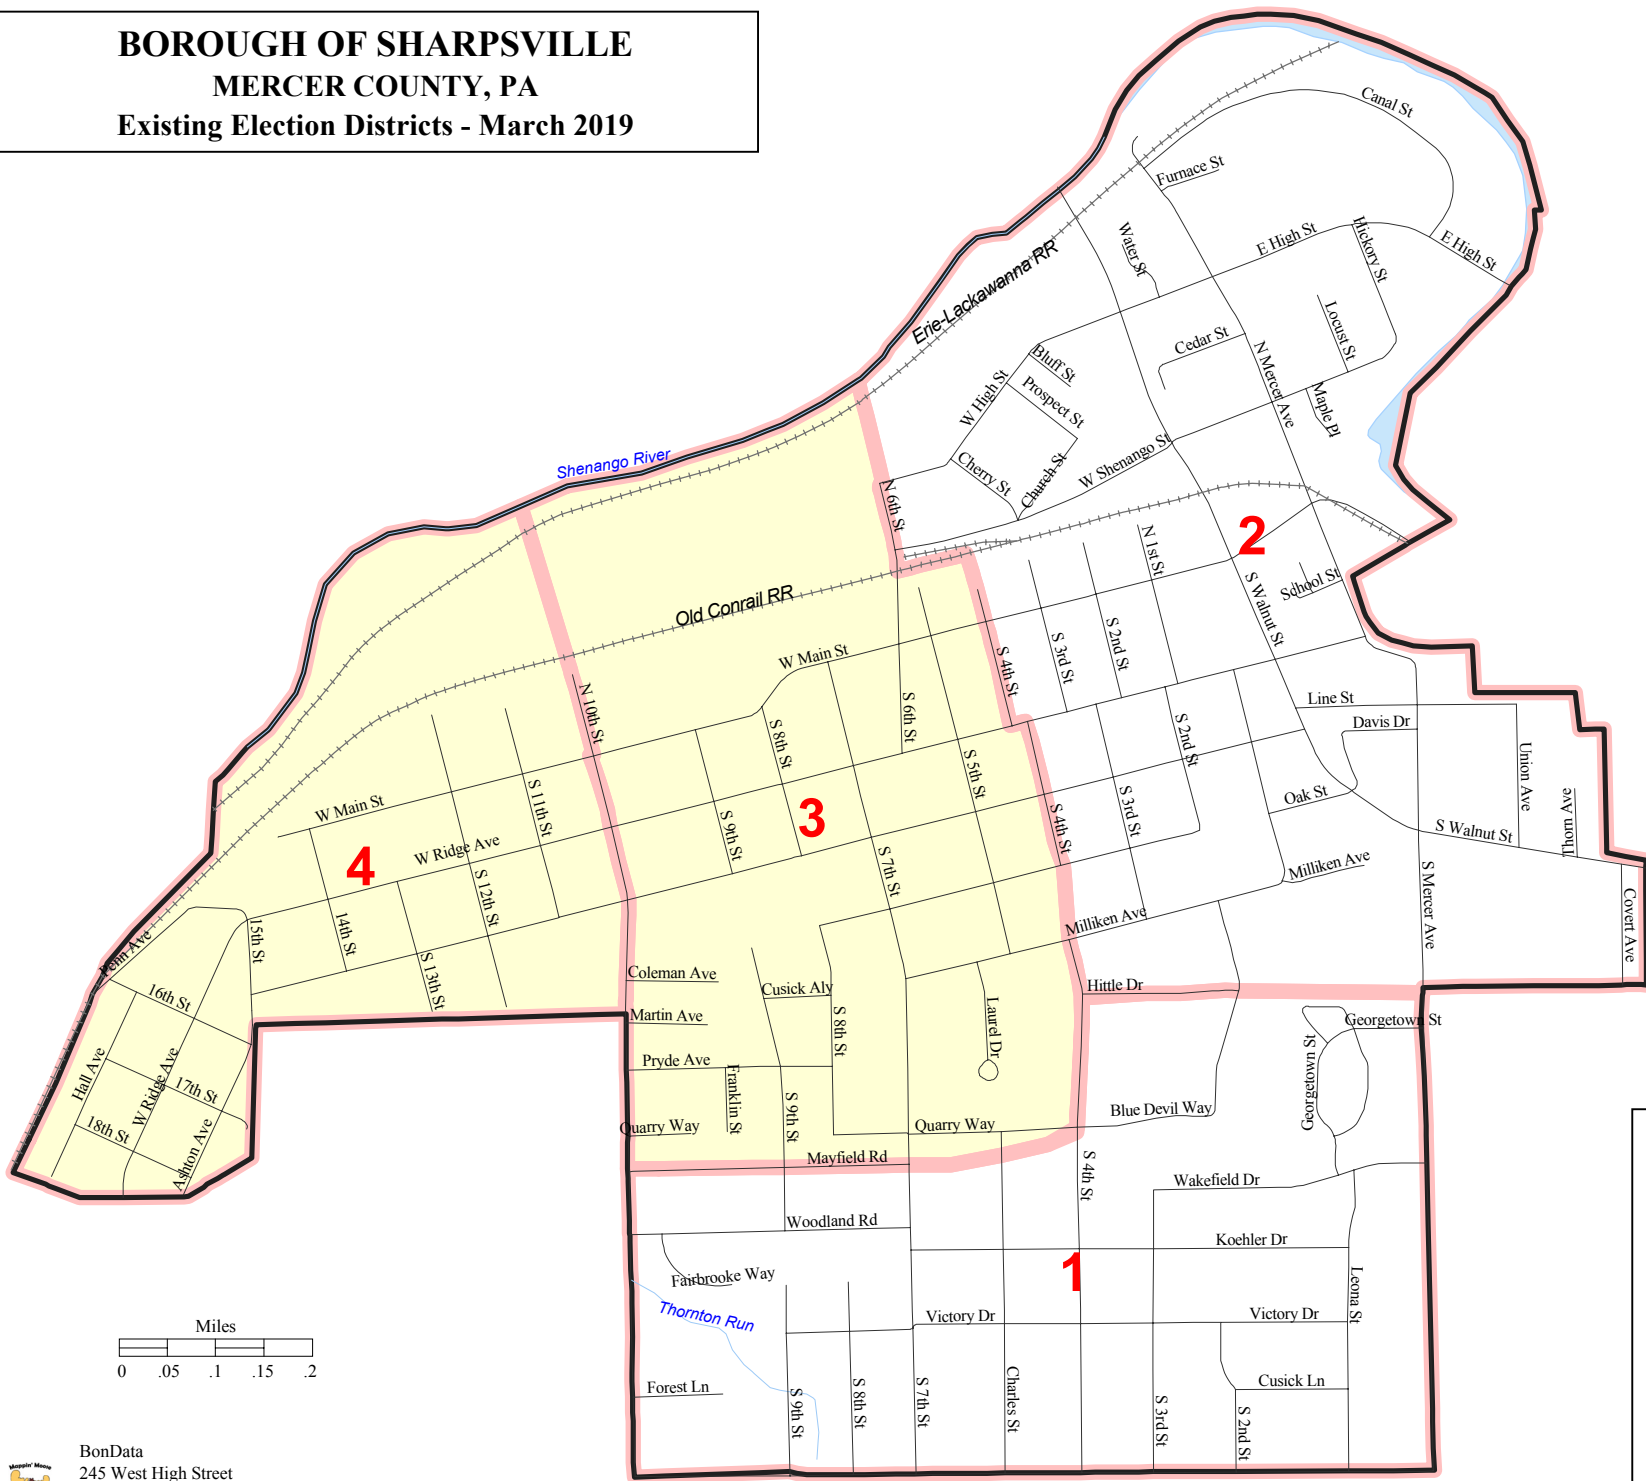 BOROUGH OF SHARPSVILLE
MERCER COUNTY, PA
Existing Election Districts - March 2019
Canal St
Furnace St
Water St
E High St
Hickory St
E High St
Erie-Lackawanna RR
Locust St
Cedar St
N Mercer Ave
Bluff St
Prospect St
W High St
Maple Pl
W Shenango St
Cherry St
Church St
Shenango River
N 6th St
2
N 1st St
School St
S Walnut St
Old Conrail RR
W Main St
S 4th St
S 3rd St
S 2nd St
N 10th St
S 6th St
Line St
Davis Dr
S 8th St
S 2nd St
Union Ave
S 5th St
S 11th St
W Main St
3
S 9th St
S 4th St
S 3rd St
Oak St
Thorn Ave
S Walnut St
4
W Ridge Ave
S 7th St
Milliken Ave
S 12th St
S Mercer Ave
Covert Ave
14th St
15th St
Milliken Ave
Penn Ave
S 13th St
Coleman Ave
Cusick Aly
Hittle Dr
16th St
Martin Ave
S 8th St
Laurel Dr
Georgetown St
Georgetown St
Hall Ave
W Ridge Ave
17th St
Pryde Ave
Franklin St
S 9th St
Blue Devil Way
18th St
Quarry Way
Quarry Way
Ashton Ave
Mayfield Rd
S 4th St
Wakefield Dr
Woodland Rd
Koehler Dr
1
Fairbrooke Way
Leona St
Thornton Run
Victory Dr
Victory Dr
Miles
0 .05 .1 .15 .2
Forest Ln
S 9th St
S 8th St
S 7th St
Charles St
S 3rd St
S 2nd St
Cusick Ln
Mappin' Moore
BonData
245 West High Street